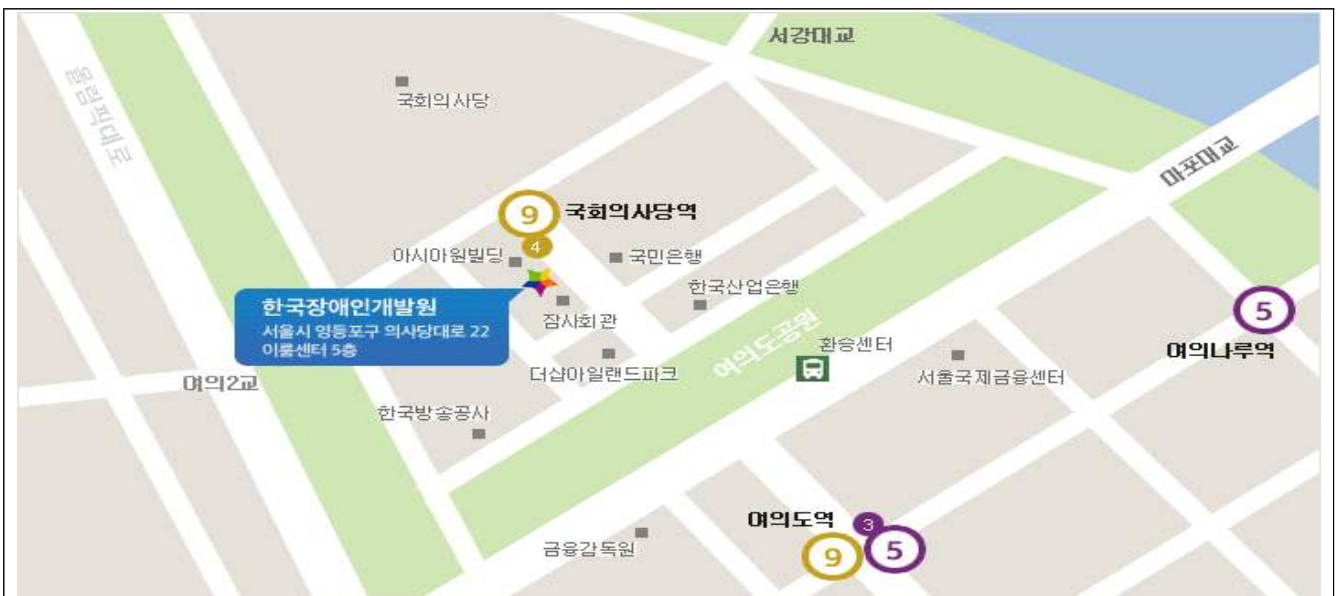 서강대교
올림픽대로
국회의사당
마포대교
9 국회의사당역
4
아시아원빌딩
국민은행
한국산업은행
한국장애인개발원
서울시 영등포구 의사당대로 22
이룸센터 5층
잠사회관
5
여의나루역
여의도공원
환승센터
더샵아일랜드파크
서울국제금융센터
여의2교
한국방송공사
여의도역 3
금융감독원
9 5